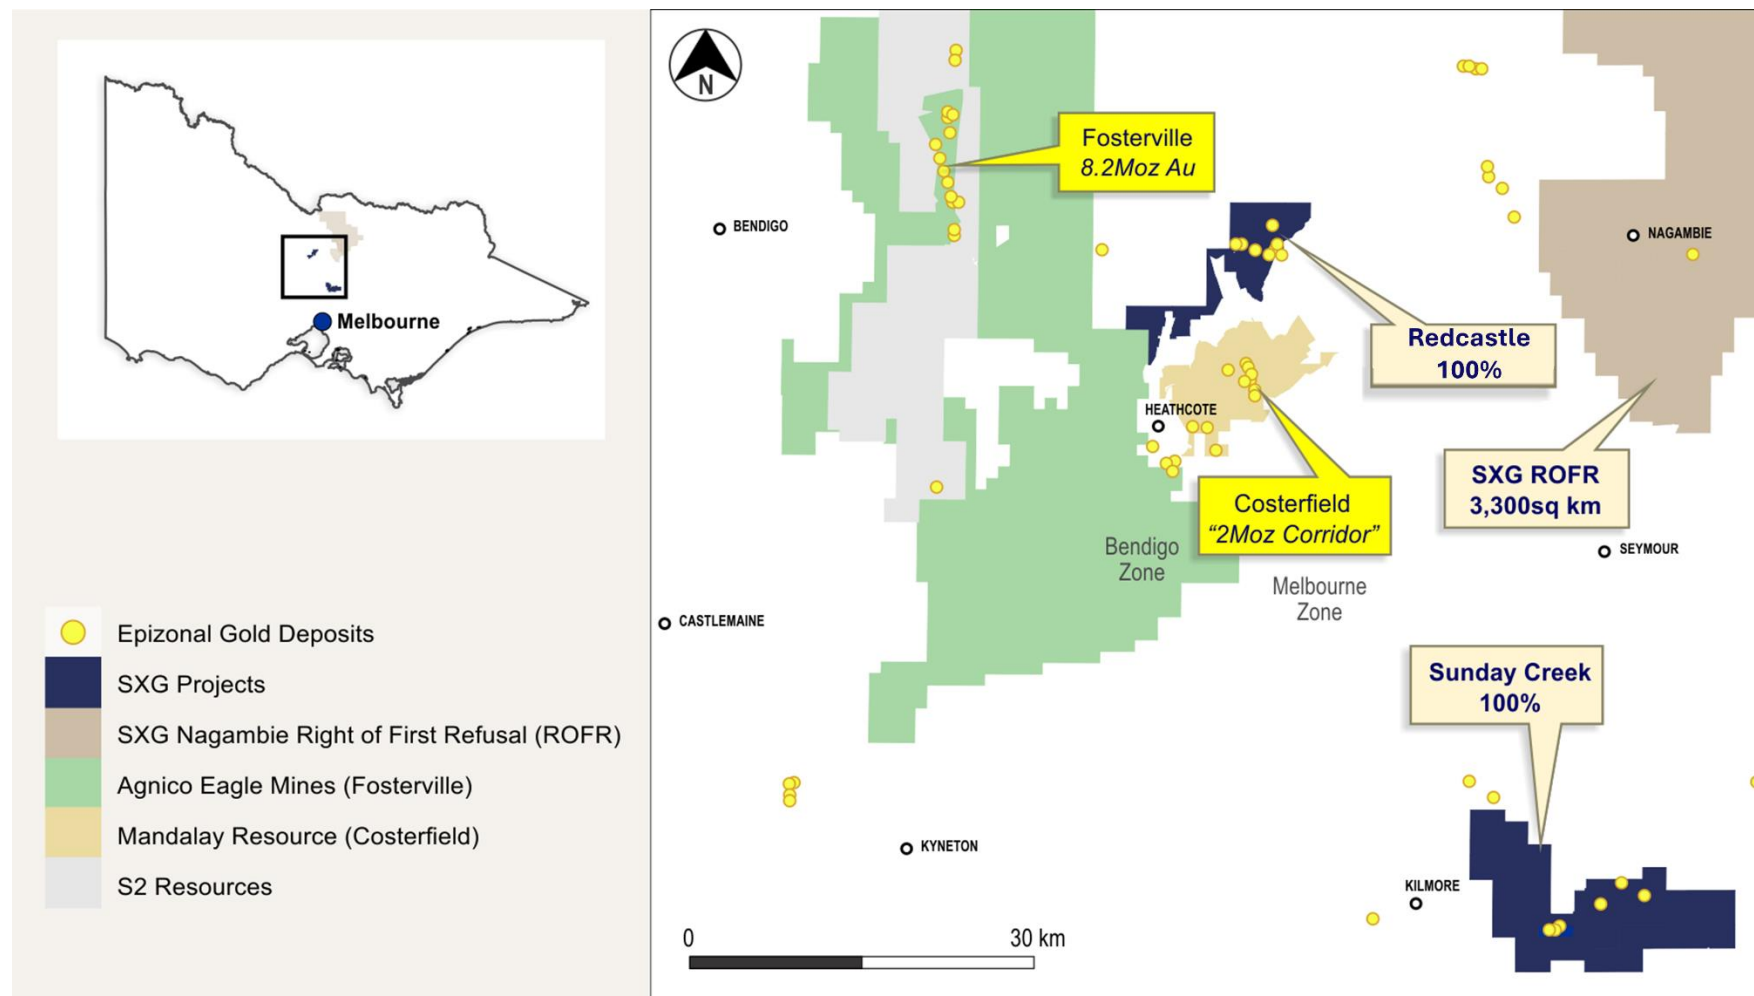 Melbourne
Epizonal Gold Deposits
SXG Projects
SXG Nagambie Right of First Refusal (ROFR)
Agnico Eagle Mines (Fosterville)
Mandalay Resource (Costerfield)
S2 Resources
N
Fosterville
8.2Moz Au
BENDIGO
NAGAMBIE
Redcastle
100%
HEATHCOTE
SXG ROFR
3,300sq km
Costerfield
“2Moz Corridor”
Bendigo
Zone
SEYMOUR
Melbourne
Zone
CASTLEMAINE
Sunday Creek
100%
KYNETON
KILMORE
0
30 km